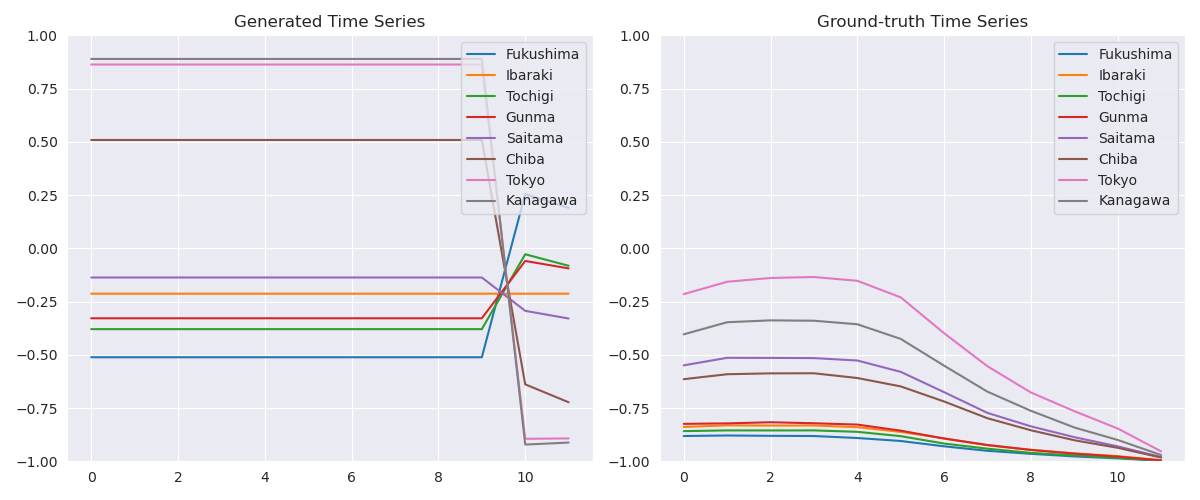 Generated Time Series
1.00
0.75
0.50
0.25
0.00
−0.25
−0.50
−0.75
−1.00
0 2 4 6 8 10
Fukushima
Ibaraki
Tochigi
Gunma
Saitama
Chiba
Tokyo
Kanagawa
Ground-truth Time Series
1.00
0.75
0.50
0.25
0.00
−0.25
−0.50
−0.75
−1.00
0 2 4 6 8 10
Fukushima
Ibaraki
Tochigi
Gunma
Saitama
Chiba
Tokyo
Kanagawa